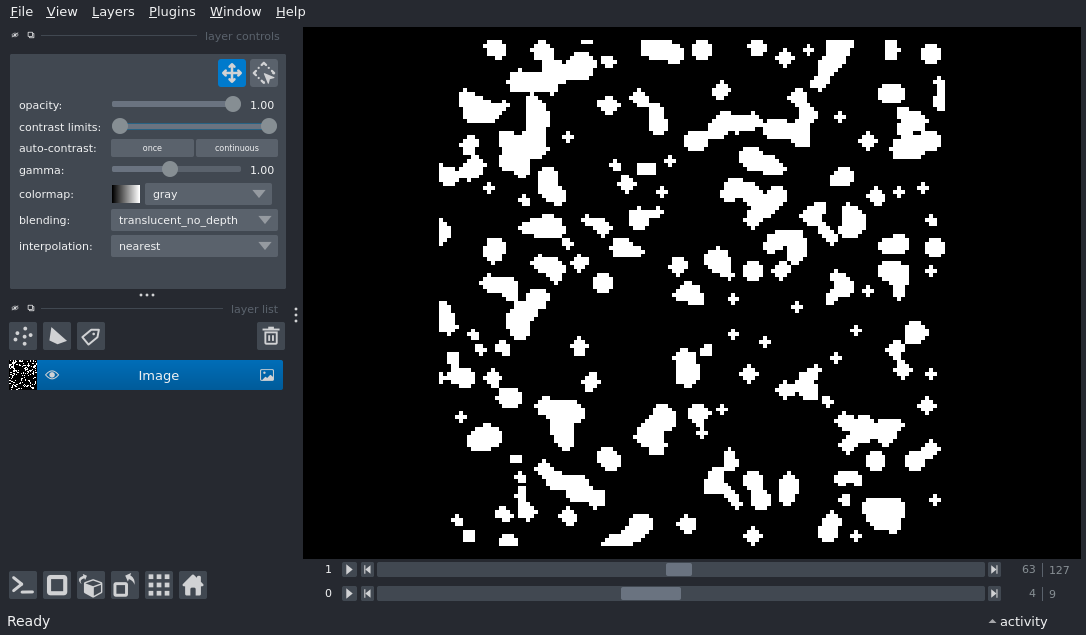 File View Layers Plugins Window Help
layer controls
opacity: 1.00
contrast limits:
auto-contrast: once continuous
gamma: 1.00
colormap: gray
blending: translucent_no_depth
interpolation: nearest
layer list
Image
1 63 127
0 4 9
Ready activity